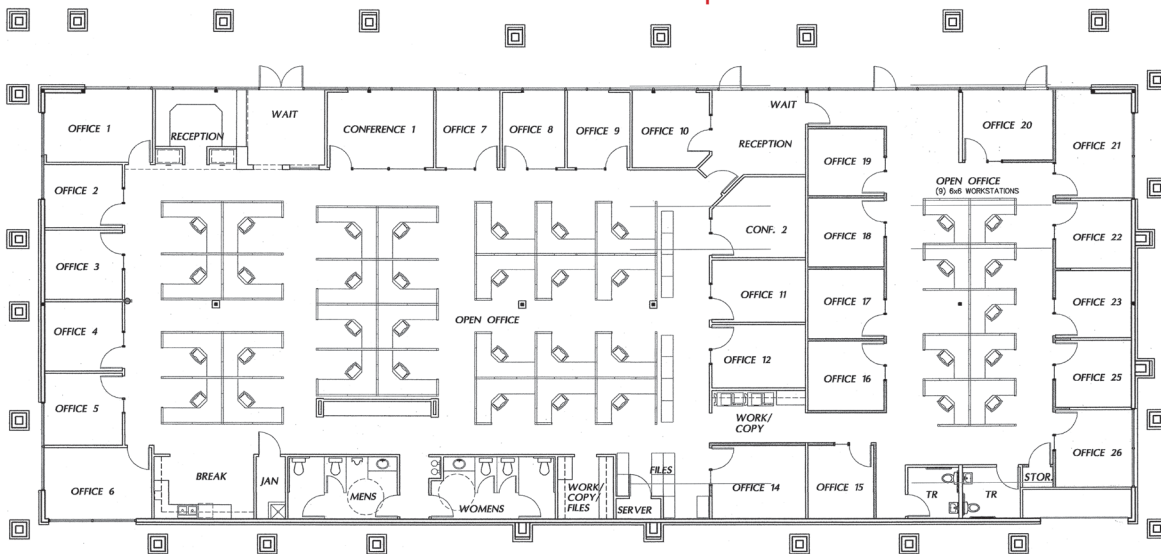 OFFICE 1
RECEPTION
WAIT
CONFERENCE 1
OFFICE 7
OFFICE 8
OFFICE 9
OFFICE 10
WAIT
RECEPTION
OFFICE 20
OFFICE 21
OFFICE 19
OFFICE 2
OPEN OFFICE
(9) 6x6 WORKSTATIONS
CONF. 2
OFFICE 18
OFFICE 22
OFFICE 3
OFFICE 11
OFFICE 17
OFFICE 23
OPEN OFFICE
OFFICE 4
OFFICE 12
OFFICE 16
OFFICE 25
OFFICE 5
WORK/
COPY
OFFICE 26
BREAK
JAN
MENS
WOMENS
WORK/
COPY/
FILES
FILES
SERVER
OFFICE 14
OFFICE 15
TR
TR
STOR.
OFFICE 6